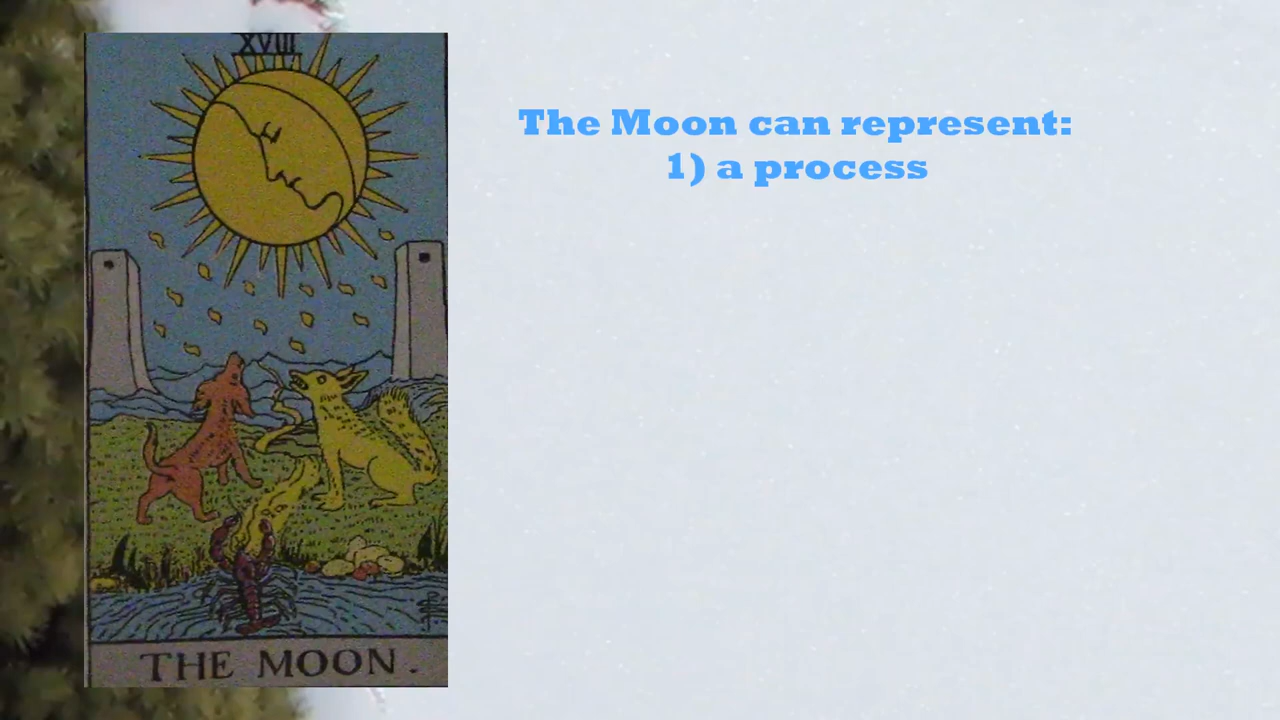 XVIII
The Moon can represent:
1) a process
THE MOON.